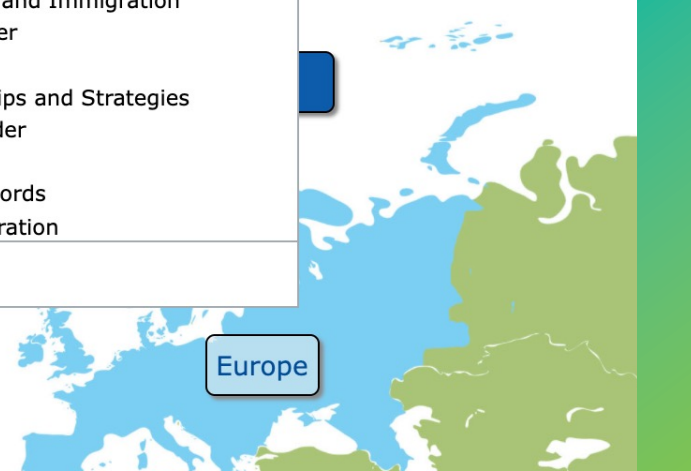 and Immigration
er
ips and Strategies
der
ords
ration
Europe